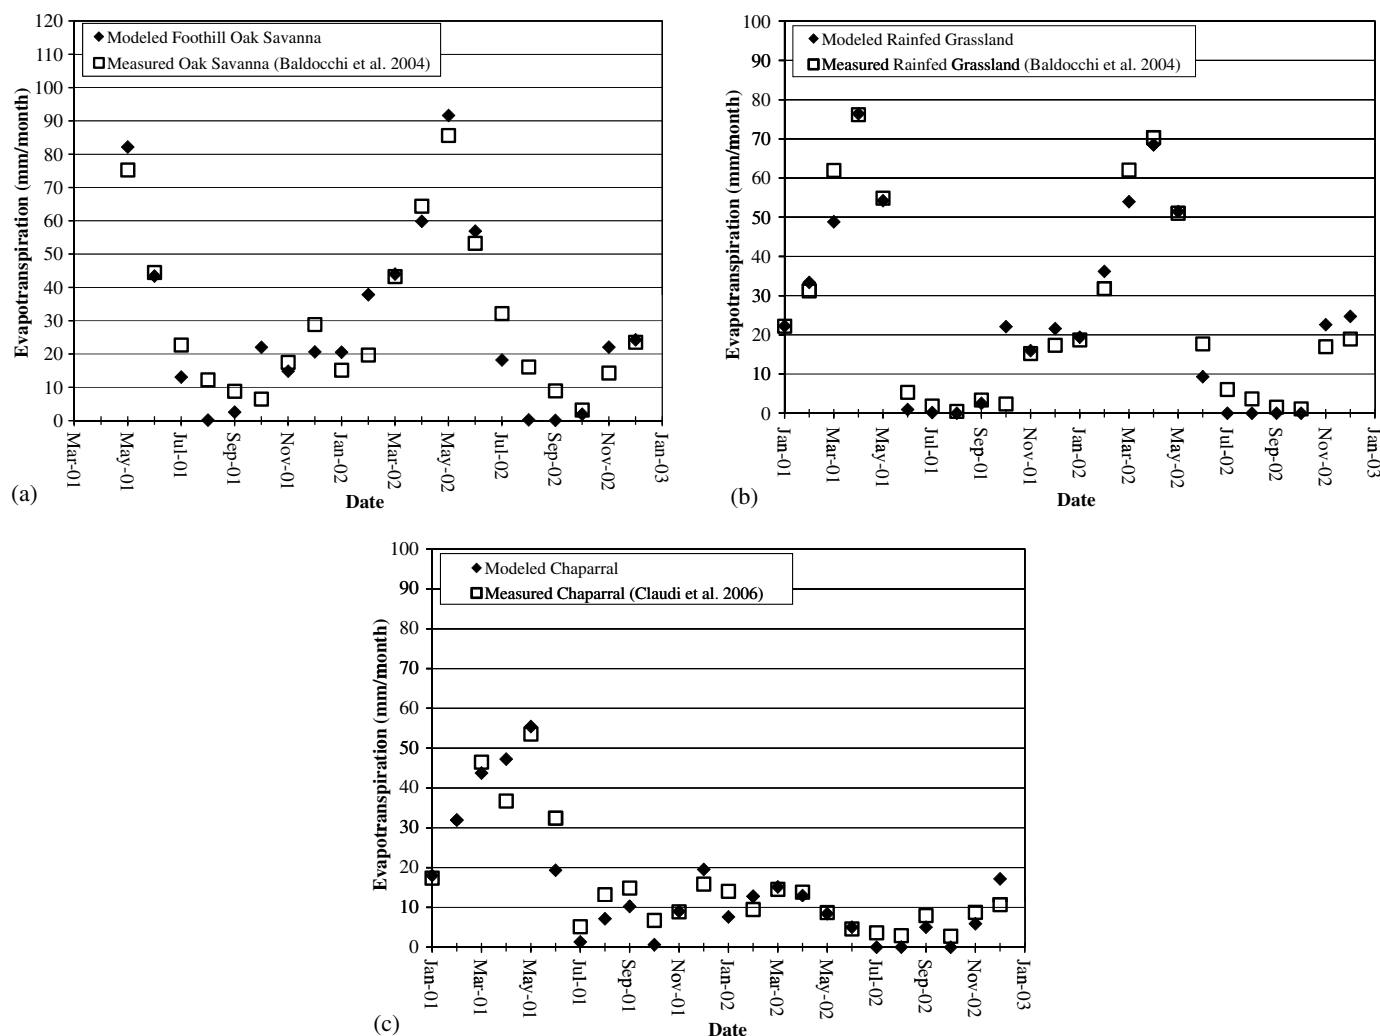 120
110
100
90
80
70
60
50
40
30
20
10
0
Evapotranspiration (mm/month)
Modeled Foothill Oak Savanna
Measured Oak Savanna (Baldocchi et al. 2004)
Mar-01
May-01
Jul-01
Sep-01
Nov-01
Jan-02
Mar-02
May-02
Jul-02
Sep-02
Nov-02
Jan-03
Date
(a)
100
90
80
70
60
50
40
30
20
10
0
Evapotranspiration (mm/month)
Modeled Rainfed Grassland
Measured Rainfed Grassland (Baldocchi et al. 2004)
Jan-01
Mar-01
May-01
Jul-01
Sep-01
Nov-01
Jan-02
Mar-02
May-02
Jul-02
Sep-02
Nov-02
Jan-03
Date
(b)
100
90
80
70
60
50
40
30
20
10
0
Evapotranspiration (mm/month)
Modeled Chaparral
Measured Chaparral (Claudi et al. 2006)
Jan-01
Mar-01
May-01
Jul-01
Sep-01
Nov-01
Jan-02
Mar-02
May-02
Jul-02
Sep-02
Nov-02
Jan-03
Date
(c)